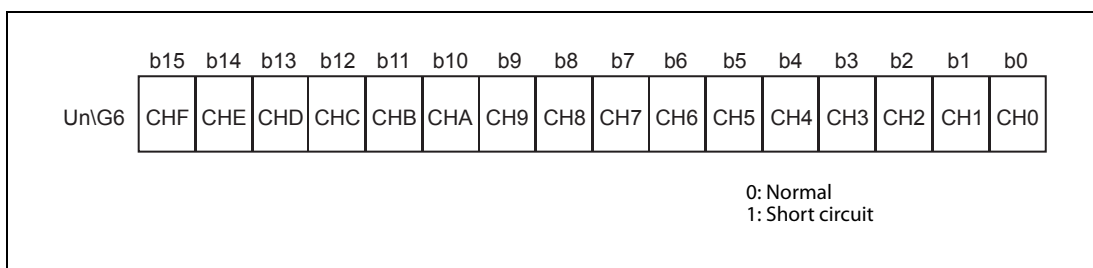 b15 b14 b13 b12 b11 b10 b9 b8 b7 b6 b5 b4 b3 b2 b1 b0
Un\G6 CHF CHE CHD CHC CHB CHA CH9 CH8 CH7 CH6 CH5 CH4 CH3 CH2 CH1 CH0
0: Normal
1: Short circuit